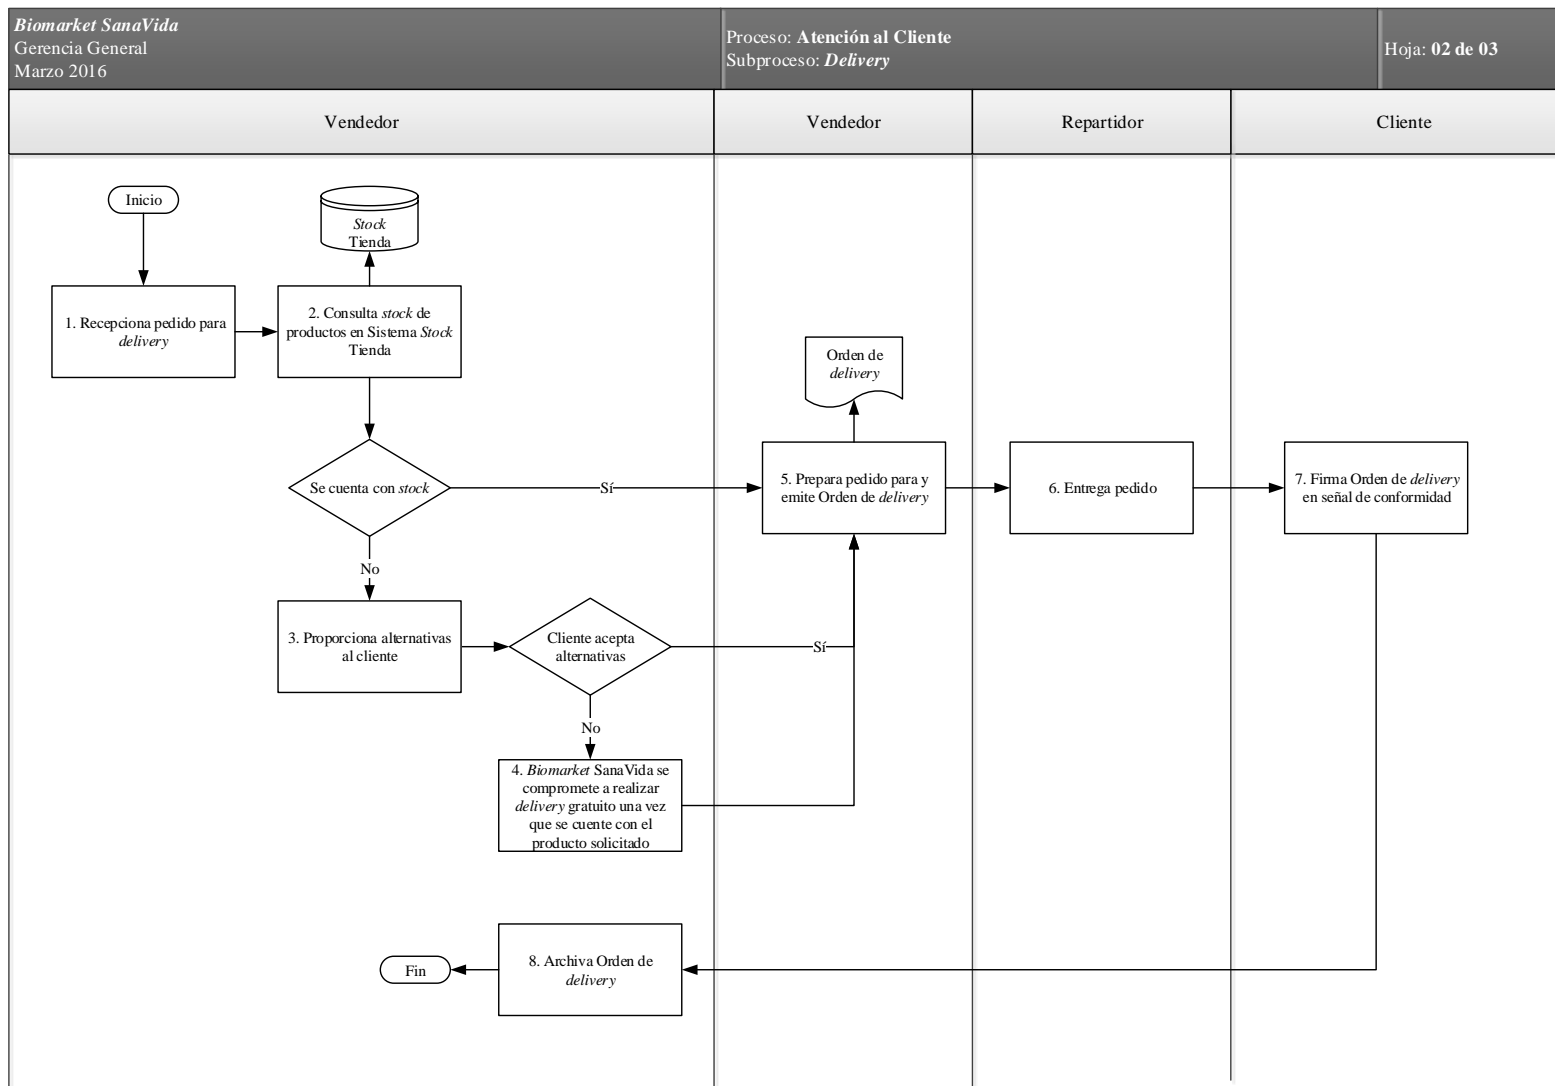 Biomarket SanaVida
Gerencia General
Marzo 2016
Proceso: Atención al Cliente
Subproceso: Delivery
Hoja: 02 de 03
Vendedor
Vendedor
Repartidor
Cliente
Inicio
Stock
Tienda
1. Recepciona pedido para
delivery
2. Consulta stock de
productos en Sistema Stock
Tienda
Orden de
delivery
Se cuenta con stock
Sí
5. Prepara pedido para y
emite Orden de delivery
6. Entrega pedido
7. Firma Orden de delivery
en señal de conformidad
No
3. Proporciona alternativas
al cliente
Cliente acepta
alternativas
Sí
No
4. Biomarket SanaVida se
compromete a realizar
delivery gratuito una vez
que se cuente con el
producto solicitado
Fin
8. Archiva Orden de
delivery